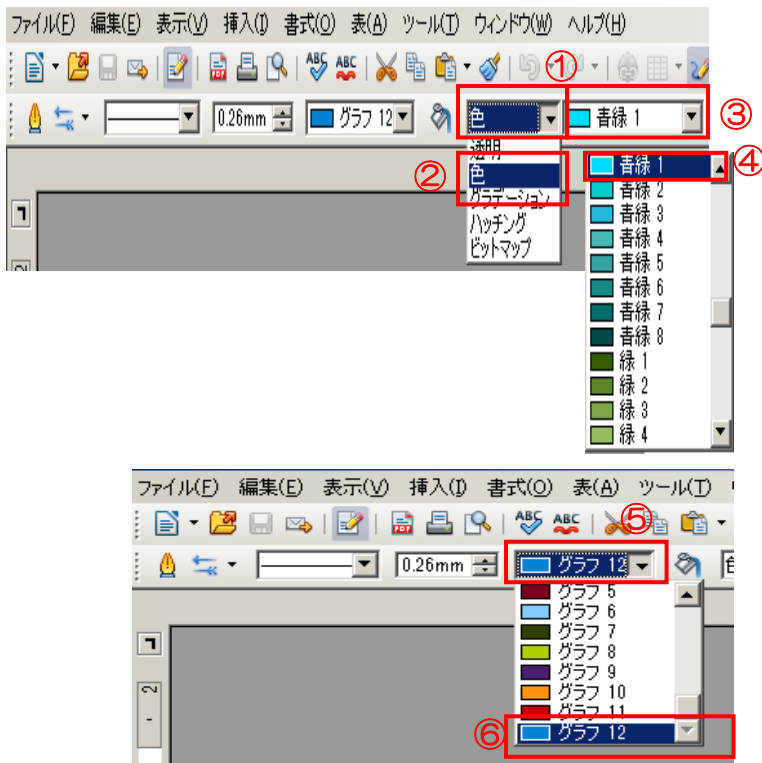 ファイル(F) 編集(E) 表示(V) 挿入(I) 書式(O) 表(A) ツール(T) ウィンドウ(W) ヘルプ(H)
PDF ABC ABC ①
0.26mm グラフ 12 色 青緑 1 ③
透明
② 色
グラデーション
ハッチング
ビットマップ
青緑 1 ④
青緑 2
青緑 3
青緑 4
青緑 5
青緑 6
青緑 7
青緑 8
緑 1
緑 2
緑 3
緑 4
ファイル(F) 編集(E) 表示(V) 挿入(I) 書式(O) 表(A) ツール(T)
PDF ABC ABC ⑤
0.26mm グラフ 12
グラフ 5
グラフ 6
グラフ 7
グラフ 8
グラフ 9
グラフ 10
グラフ 11
⑥ グラフ 12
2